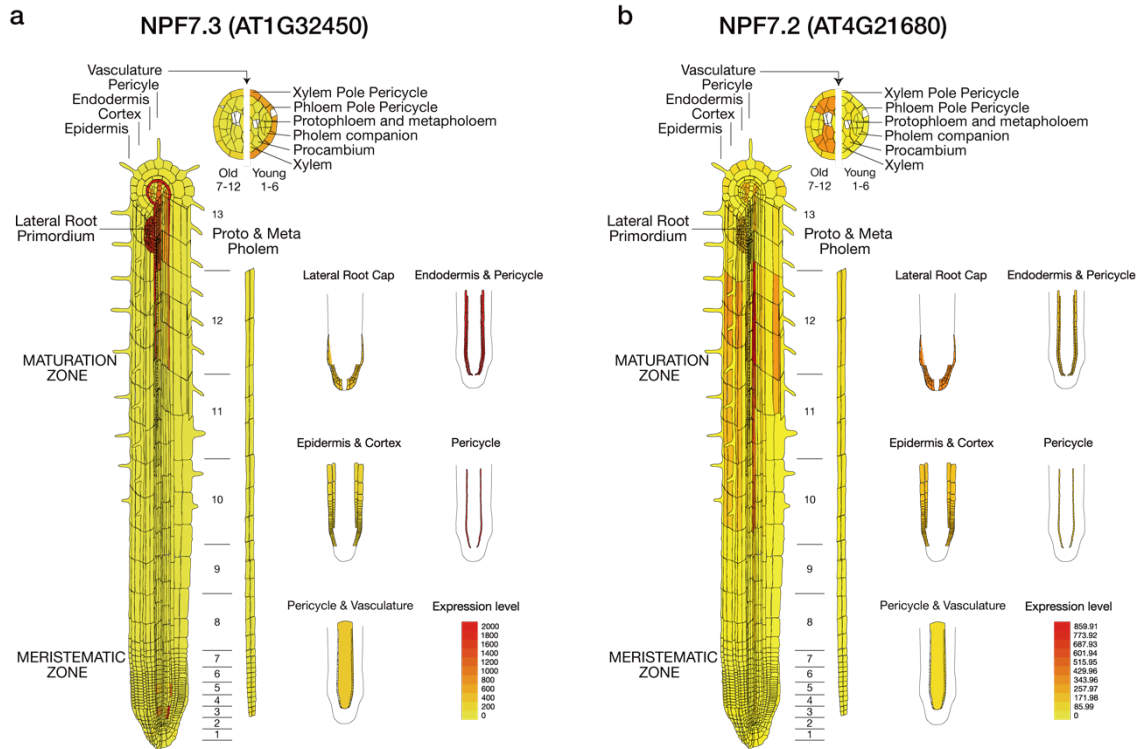 a
NPF7.3 (AT1G32450)
Vasculature
Pericyle
Endodermis
Cortex
Epidermis
Xylem Pole Pericycle
Phloem Pole Pericycle
Protophloem and metapholoem
Pholem companion
Procambium
Xylem
Old
7-12
Young
1-6
Lateral Root
Primordium
13
Proto & Meta
Pholem
Lateral Root Cap
Endodermis & Pericycle
12
MATURATION
ZONE
11
Epidermis & Cortex
Pericycle
10
9
Pericycle & Vasculature
Expression level
8
2000
1800
1600
1400
1200
1000
800
600
400
200
0
MERISTEMATIC
ZONE
7
6
5
4
3
2
1
b
NPF7.2 (AT4G21680)
Vasculature
Pericyle
Endodermis
Cortex
Epidermis
Xylem Pole Pericycle
Phloem Pole Pericycle
Protophloem and metapholoem
Pholem companion
Procambium
Xylem
Old
7-12
Young
1-6
Lateral Root
Primordium
13
Proto & Meta
Pholem
Lateral Root Cap
Endodermis & Pericycle
12
MATURATION
ZONE
11
Epidermis & Cortex
Pericycle
10
9
Pericycle & Vasculature
Expression level
8
859.91
773.92
687.93
601.94
515.95
429.96
343.96
257.97
171.98
85.99
0
MERISTEMATIC
ZONE
7
6
5
4
3
2
1